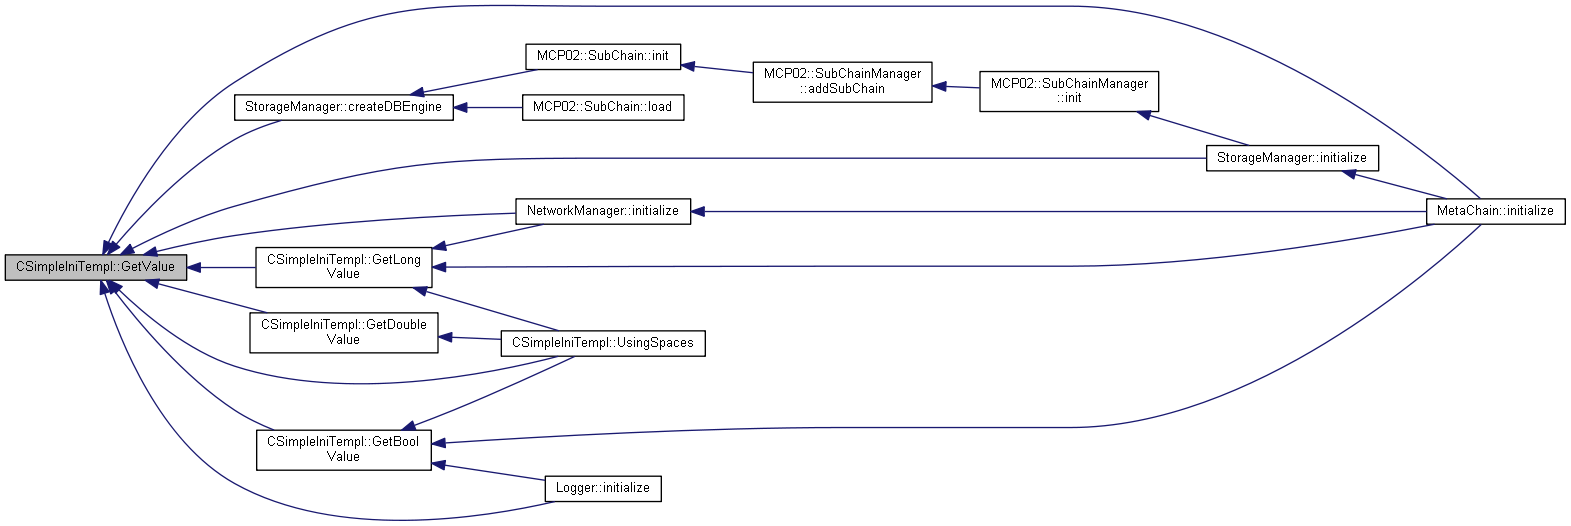 MCP02::SubChain::init
MCP02::SubChainManager
::addSubChain
MCP02::SubChainManager
::init
StorageManager::createDBEngine
MCP02::SubChain::load
StorageManager::initialize
NetworkManager::initialize
MetaChain::initialize
CSimpleIniTempl::GetValue
CSimpleIniTempl::GetLong
Value
CSimpleIniTempl::GetDouble
Value
CSimpleIniTempl::UsingSpaces
CSimpleIniTempl::GetBool
Value
Logger::initialize